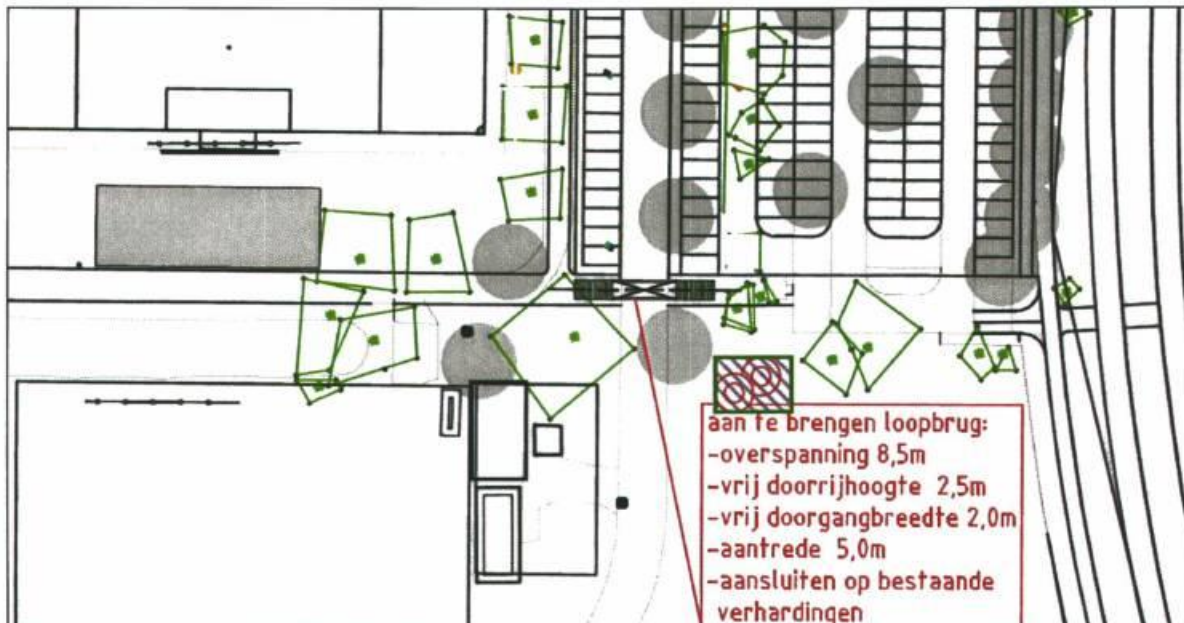 aan te brengen loopbrug:
-overspanning 8,5m
-vrij doorrijhoogte 2,5m
-vrij doorgangbreedte 2,0m
-aantrede 5,0m
-aansluiten op bestaande
verhardingen